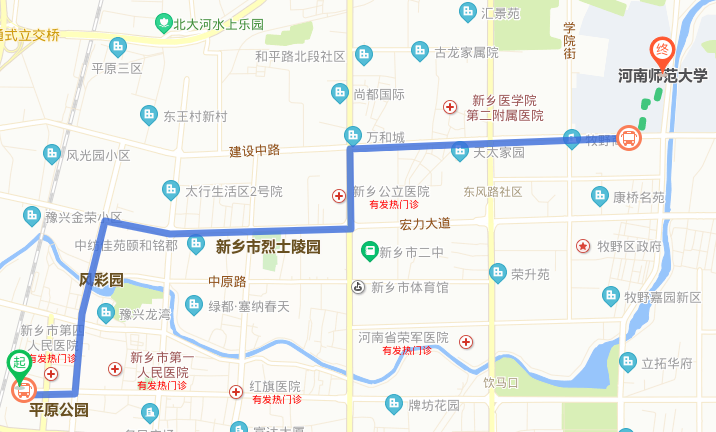 北大河水上乐园
汇景苑
学
院
街
通式立交桥
终
和平路北段社区
古龙家属院
平原三区
河南师范大学
尚都国际
新乡医学院
第二附属医院
东王村新村
万和城
牧野
建设中路
风光园小区
天太家园
太行生活区2号院
新乡公立医院
有发热门诊
东风路社区
康桥名苑
豫兴金荣小区
宏力大道
中纺佳苑颐和铭郡
新乡市烈士陵园
新乡市二中
牧野区政府
风彩园
中原路
荣升苑
新乡市体育馆
绿都·塞纳春天
牧野嘉园新区
豫兴龙湾
新乡市第四
人民医院
有发热门诊
河南省荣军医院
有发热门诊
起
新乡市第一
人民医院
有发热门诊
立拓华府
红旗医院
有发热门诊
饮马口
平原公园
牌坊花园